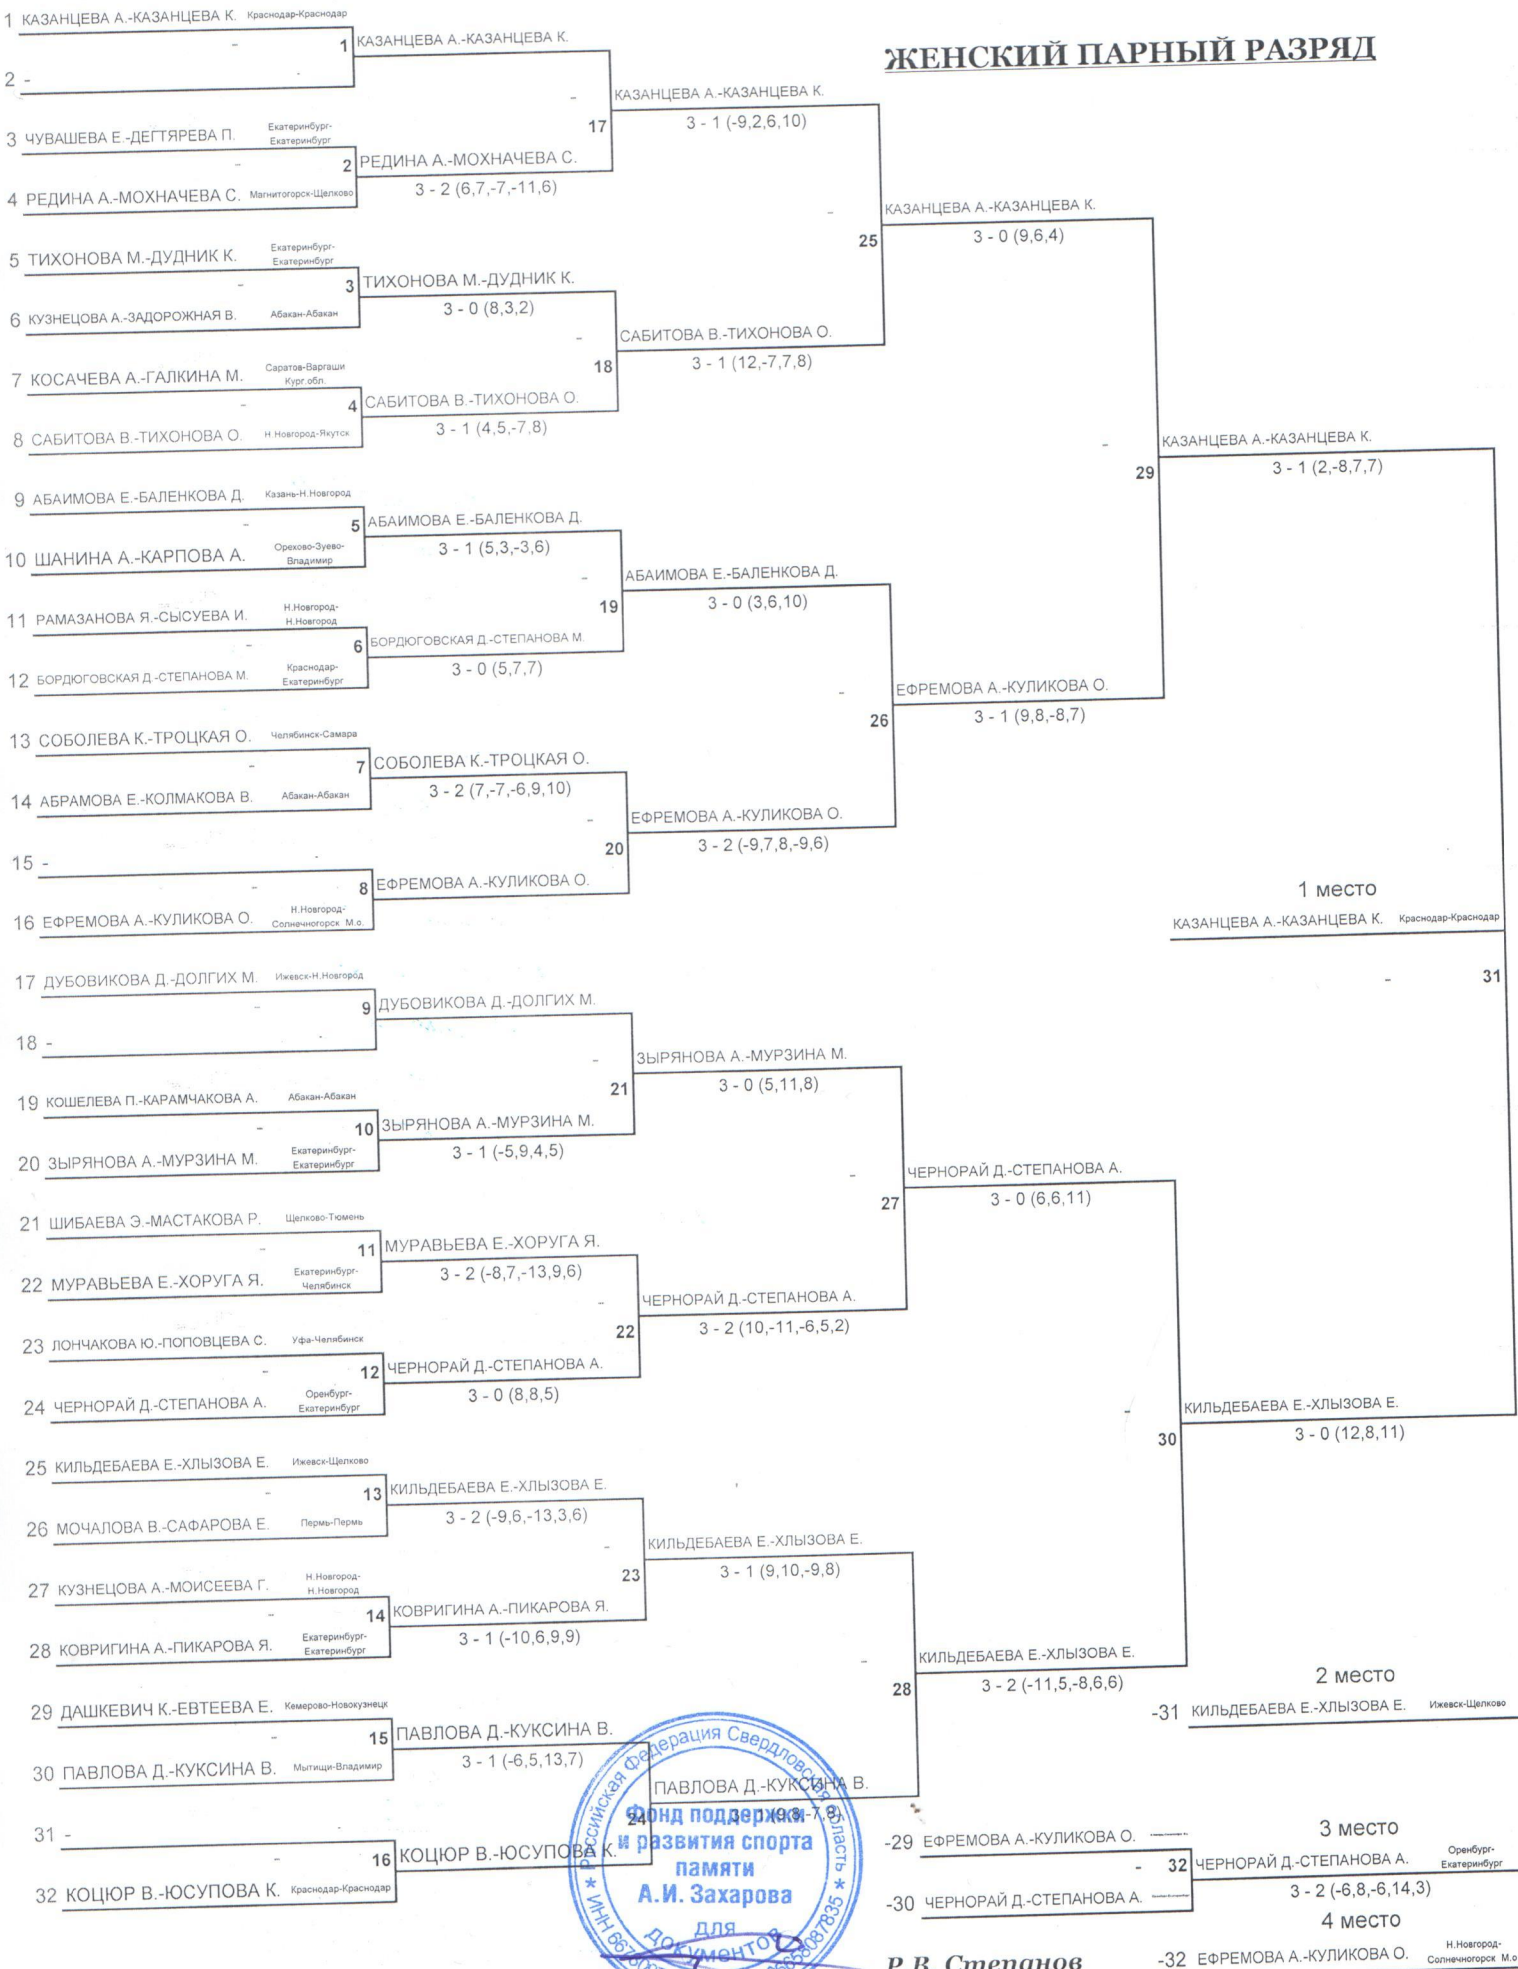 ЖЕНСКИЙ ПАРНЫЙ РАЗРЯД
1 КАЗАНЦЕВА А.-КАЗАНЦЕВА К. Краснодар-Краснодар
1 КАЗАНЦЕВА А.-КАЗАНЦЕВА К.
2 -
КАЗАНЦЕВА А.-КАЗАНЦЕВА К.
17 3 - 1 (-9,2,6,10)
3 ЧУВАШЕВА Е.-ДЕГТЯРЕВА П. Екатеринбург-
Екатеринбург
2 РЕДИНА А.-МОХНАЧЕВА С.
3 - 2 (6,7,-7,-11,6)
4 РЕДИНА А.-МОХНАЧЕВА С. Магнитогорск-Щелково
КАЗАНЦЕВА А.-КАЗАНЦЕВА К.
25 3 - 0 (9,6,4)
5 ТИХОНОВА М.-ДУДНИК К. Екатеринбург-
Екатеринбург
3 ТИХОНОВА М.-ДУДНИК К.
3 - 0 (8,3,2)
6 КУЗНЕЦОВА А.-ЗАДОРОЖНАЯ В. Абакан-Абакан
САБИТОВА В.-ТИХОНОВА О.
18 3 - 1 (12,-7,7,8)
7 КОСАЧЕВА А.-ГАЛКИНА М. Саратов-Варгаши
Кург.обл.
4 САБИТОВА В.-ТИХОНОВА О.
3 - 1 (4,5,-7,8)
8 САБИТОВА В.-ТИХОНОВА О. Н.Новгород-Якутск
КАЗАНЦЕВА А.-КАЗАНЦЕВА К.
29 3 - 1 (2,-8,7,7)
9 АБАИМОВА Е.-БАЛЕНКОВА Д. Казань-Н.Новгород
5 АБАИМОВА Е.-БАЛЕНКОВА Д.
3 - 1 (5,3,-3,6)
10 ШАНИНА А.-КАРПОВА А. Орехово-Зуево-
Владимир
АБАИМОВА Е.-БАЛЕНКОВА Д.
19 3 - 0 (3,6,10)
11 РАМАЗАНОВА Я.-СЫСУЕВА И. Н.Новгород-
Н.Новгород
6 БОРДЮГОВСКАЯ Д.-СТЕПАНОВА М.
3 - 0 (5,7,7)
12 БОРДЮГОВСКАЯ Д.-СТЕПАНОВА М. Краснодар-
Екатеринбург
ЕФРЕМОВА А.-КУЛИКОВА О.
26 3 - 1 (9,8,-8,7)
13 СОБОЛЕВА К.-ТРОЦКАЯ О. Челябинск-Самара
7 СОБОЛЕВА К.-ТРОЦКАЯ О.
3 - 2 (7,-7,-6,9,10)
14 АБРАМОВА Е.-КОЛМАКОВА В. Абакан-Абакан
ЕФРЕМОВА А.-КУЛИКОВА О.
20 3 - 2 (-9,7,8,-9,6)
15 -
8 ЕФРЕМОВА А.-КУЛИКОВА О.
16 ЕФРЕМОВА А.-КУЛИКОВА О. Н.Новгород-
Солнечногорск М.о.
1 место
КАЗАНЦЕВА А.-КАЗАНЦЕВА К. Краснодар-Краснодар
31
17 ДУБОВИКОВА Д.-ДОЛГИХ М. Ижевск-Н.Новгород
9 ДУБОВИКОВА Д.-ДОЛГИХ М.
18 -
ЗЫРЯНОВА А.-МУРЗИНА М.
21 3 - 0 (5,11,8)
19 КОШЕЛЕВА П.-КАРАМЧАКОВА А. Абакан-Абакан
10 ЗЫРЯНОВА А.-МУРЗИНА М.
3 - 1 (-5,9,4,5)
20 ЗЫРЯНОВА А.-МУРЗИНА М. Екатеринбург-
Екатеринбург
ЧЕРНОРАЙ Д.-СТЕПАНОВА А.
27 3 - 0 (6,6,11)
21 ШИБАЕВА Э.-МАСТАКОВА Р. Щелково-Тюмень
11 МУРАВЬЕВА Е.-ХОРУГА Я.
3 - 2 (-8,7,-13,9,6)
22 МУРАВЬЕВА Е.-ХОРУГА Я. Екатеринбург-
Челябинск
ЧЕРНОРАЙ Д.-СТЕПАНОВА А.
22 3 - 2 (10,-11,-6,5,2)
23 ЛОНЧАКОВА Ю.-ПОПОВЦЕВА С. Уфа-Челябинск
12 ЧЕРНОРАЙ Д.-СТЕПАНОВА А.
3 - 0 (8,8,5)
24 ЧЕРНОРАЙ Д.-СТЕПАНОВА А. Оренбург-
Екатеринбург
КИЛЬДЕБАЕВА Е.-ХЛЫЗОВА Е.
30 3 - 0 (12,8,11)
25 КИЛЬДЕБАЕВА Е.-ХЛЫЗОВА Е. Ижевск-Щелково
13 КИЛЬДЕБАЕВА Е.-ХЛЫЗОВА Е.
3 - 2 (-9,6,-13,3,6)
26 МОЧАЛОВА В.-САФАРОВА Е. Пермь-Пермь
КИЛЬДЕБАЕВА Е.-ХЛЫЗОВА Е.
23 3 - 1 (9,10,-9,8)
27 КУЗНЕЦОВА А.-МОИСЕЕВА Г. Н.Новгород-
Н.Новгород
14 КОВРИГИНА А.-ПИКАРОВА Я.
3 - 1 (-10,6,9,9)
28 КОВРИГИНА А.-ПИКАРОВА Я. Екатеринбург-
Екатеринбург
КИЛЬДЕБАЕВА Е.-ХЛЫЗОВА Е.
28 3 - 2 (-11,5,-8,6,6)
2 место
-31 КИЛЬДЕБАЕВА Е.-ХЛЫЗОВА Е. Ижевск-Щелково
29 ДАШКЕВИЧ К.-ЕВТЕЕВА Е. Кемерово-Новокузнецк
15 ПАВЛОВА Д.-КУКСИНА В.
3 - 1 (-6,5,13,7)
30 ПАВЛОВА Д.-КУКСИНА В. Мытищи-Владимир
ПАВЛОВА Д.-КУКСИНА В.
24 3 - 1 (9,8,-7,8)
31 -
16 КОЦЮР В.-ЮСУПОВА К.
32 КОЦЮР В.-ЮСУПОВА К. Краснодар-Краснодар
Российская Федерация Свердловская область
Фонд поддержки
и развития спорта
памяти
А.И. Захарова
для
документов
3 место
-29 ЕФРЕМОВА А.-КУЛИКОВА О.
32 ЧЕРНОРАЙ Д.-СТЕПАНОВА А. Оренбург-
Екатеринбург
-30 ЧЕРНОРАЙ Д.-СТЕПАНОВА А.
3 - 2 (-6,8,-6,14,3)
4 место
-32 ЕФРЕМОВА А.-КУЛИКОВА О. Н.Новгород-
Солнечногорск М.о
Р.В. Степанов